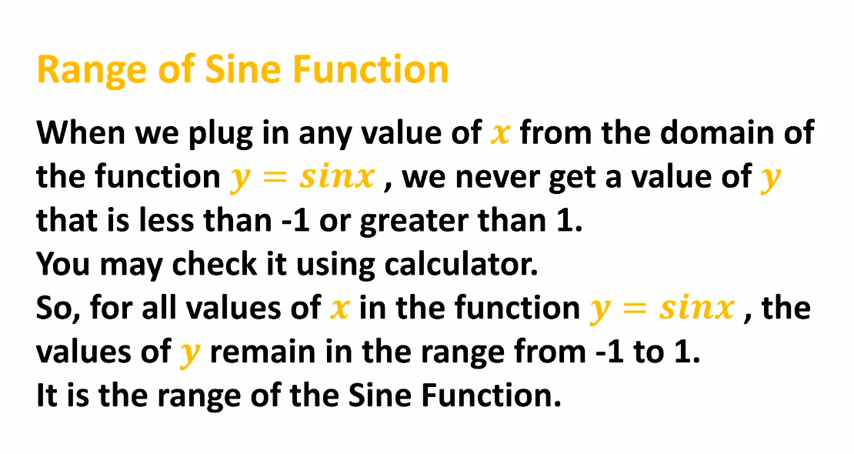 Range of Sine Function
When we plug in any value of x from the domain of
the function y = sinx , we never get a value of y
that is less than -1 or greater than 1.
You may check it using calculator.
So, for all values of x in the function y = sinx , the
values of y remain in the range from -1 to 1.
It is the range of the Sine Function.